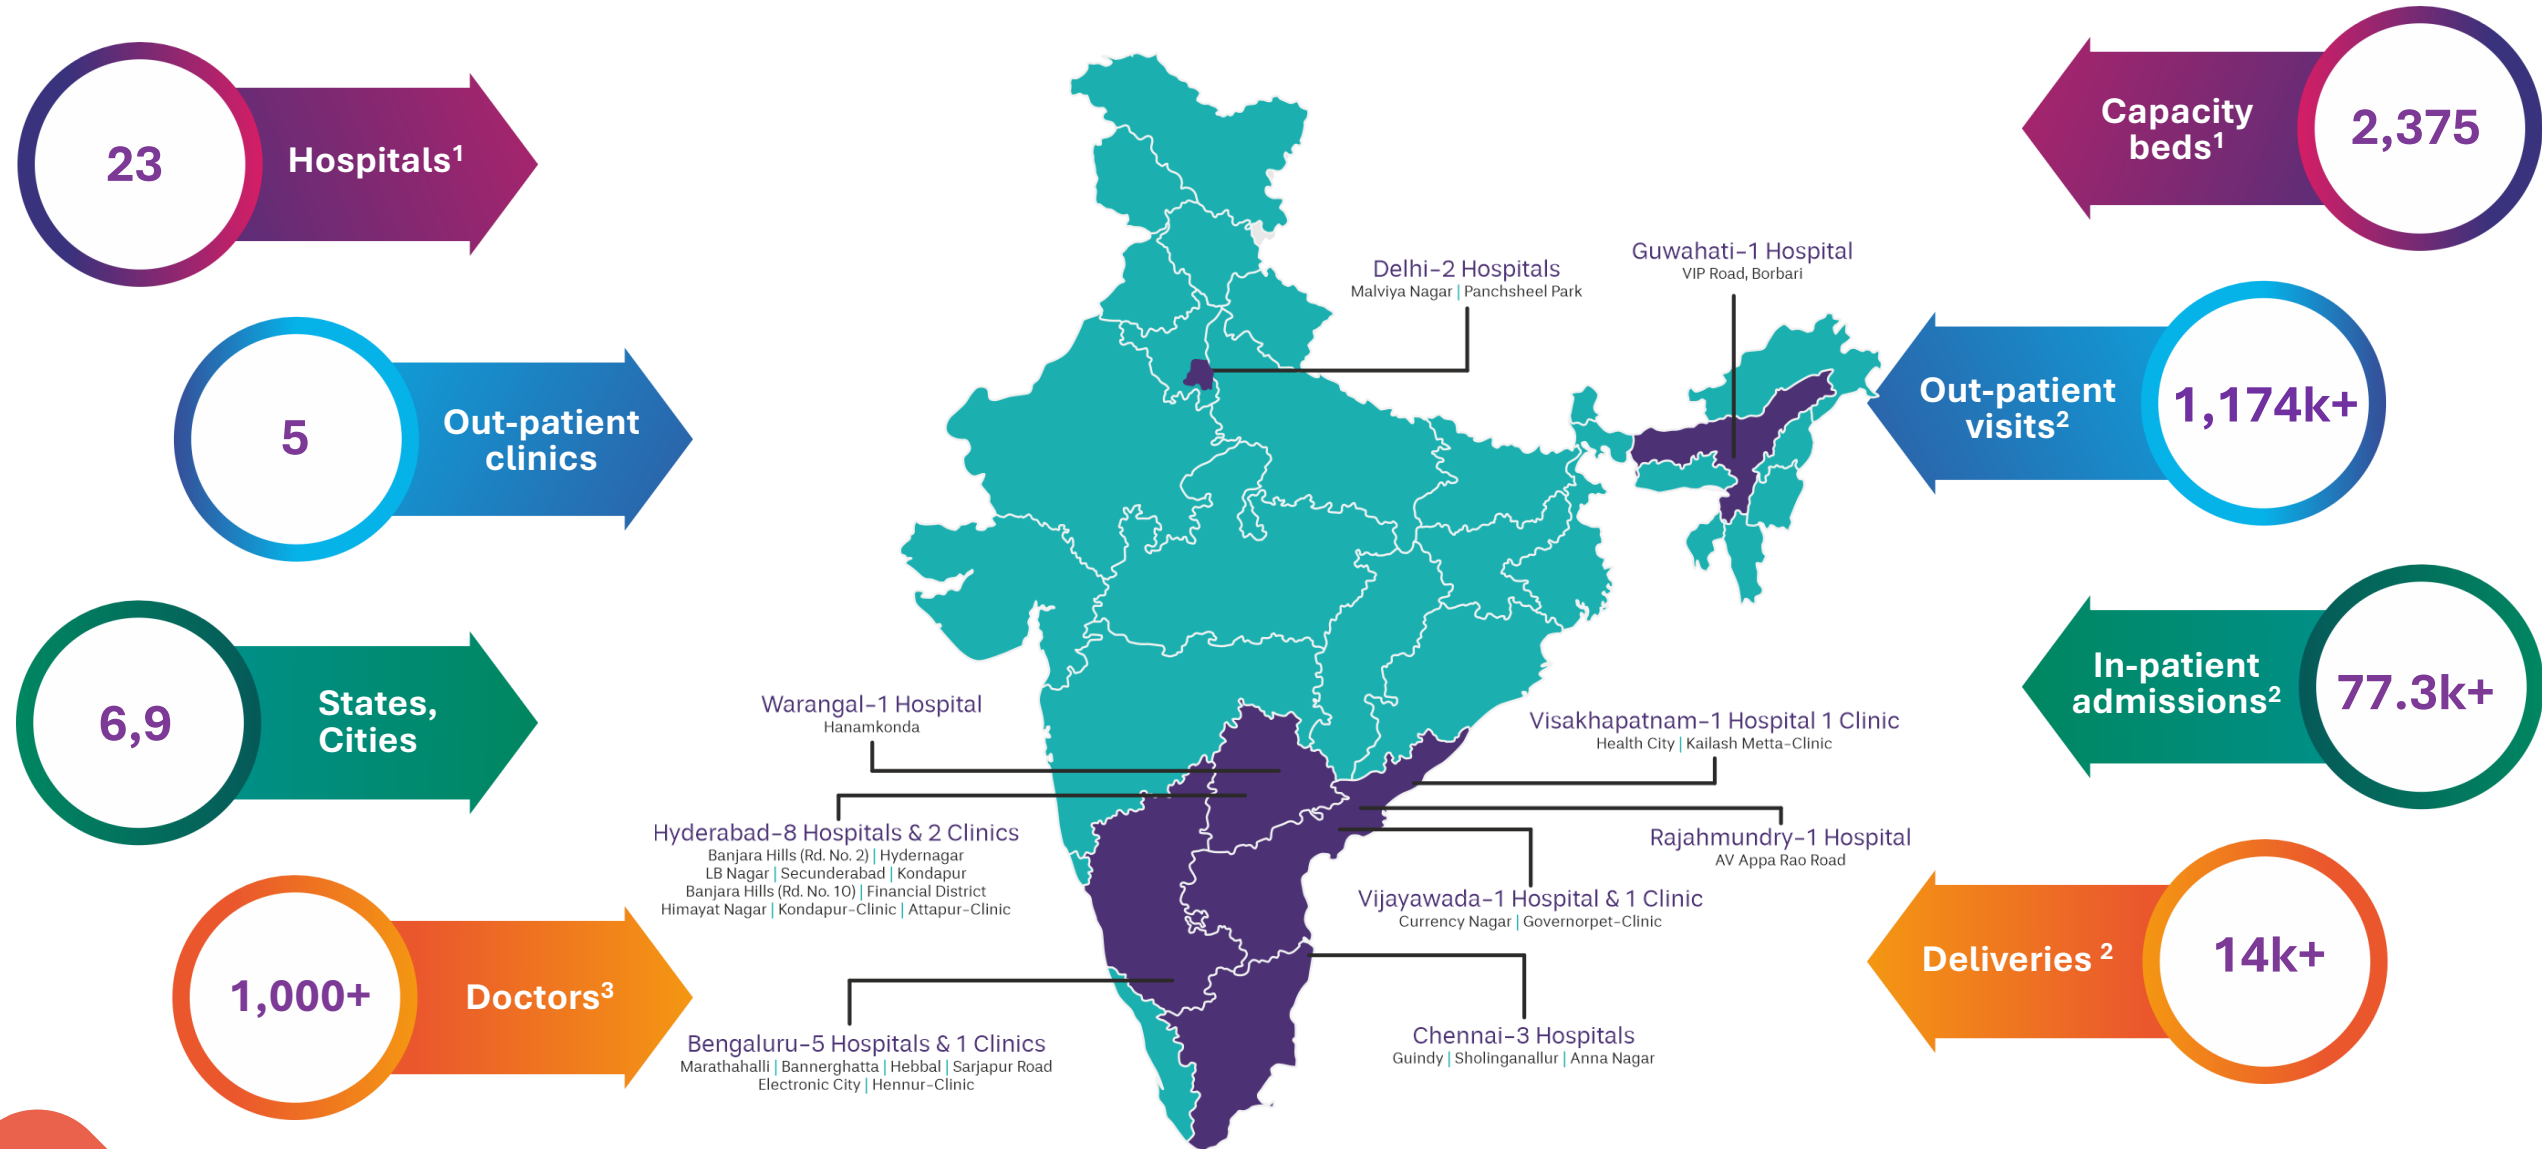 23
Hospitals¹
5
Out-patient
clinics
6,9
States,
Cities
1,000+
Doctors³
Delhi-2 Hospitals
Malviya Nagar | Panchsheel Park
Guwahati-1 Hospital
VIP Road, Borbari
Warangal-1 Hospital
Hanamkonda
Hyderabad-8 Hospitals & 2 Clinics
Banjara Hills (Rd. No. 2) | Hydernagar
LB Nagar | Secunderabad | Kondapur
Banjara Hills (Rd. No. 10) | Financial District
Himayat Nagar | Kondapur-Clinic | Attapur-Clinic
Bengaluru-5 Hospitals & 1 Clinics
Marathahalli | Bannerghatta | Hebbal | Sarjapur Road
Electronic City | Hennur-Clinic
Visakhapatnam-1 Hospital 1 Clinic
Health City | Kailash Metta-Clinic
Rajahmundry-1 Hospital
AV Appa Rao Road
Vijayawada-1 Hospital & 1 Clinic
Currency Nagar | Governorpet-Clinic
Chennai-3 Hospitals
Guindy | Sholinganallur | Anna Nagar
Capacity
beds¹
2,375
Out-patient
visits²
1,174k+
In-patient
admissions²
77.3k+
Deliveries ²
14k+